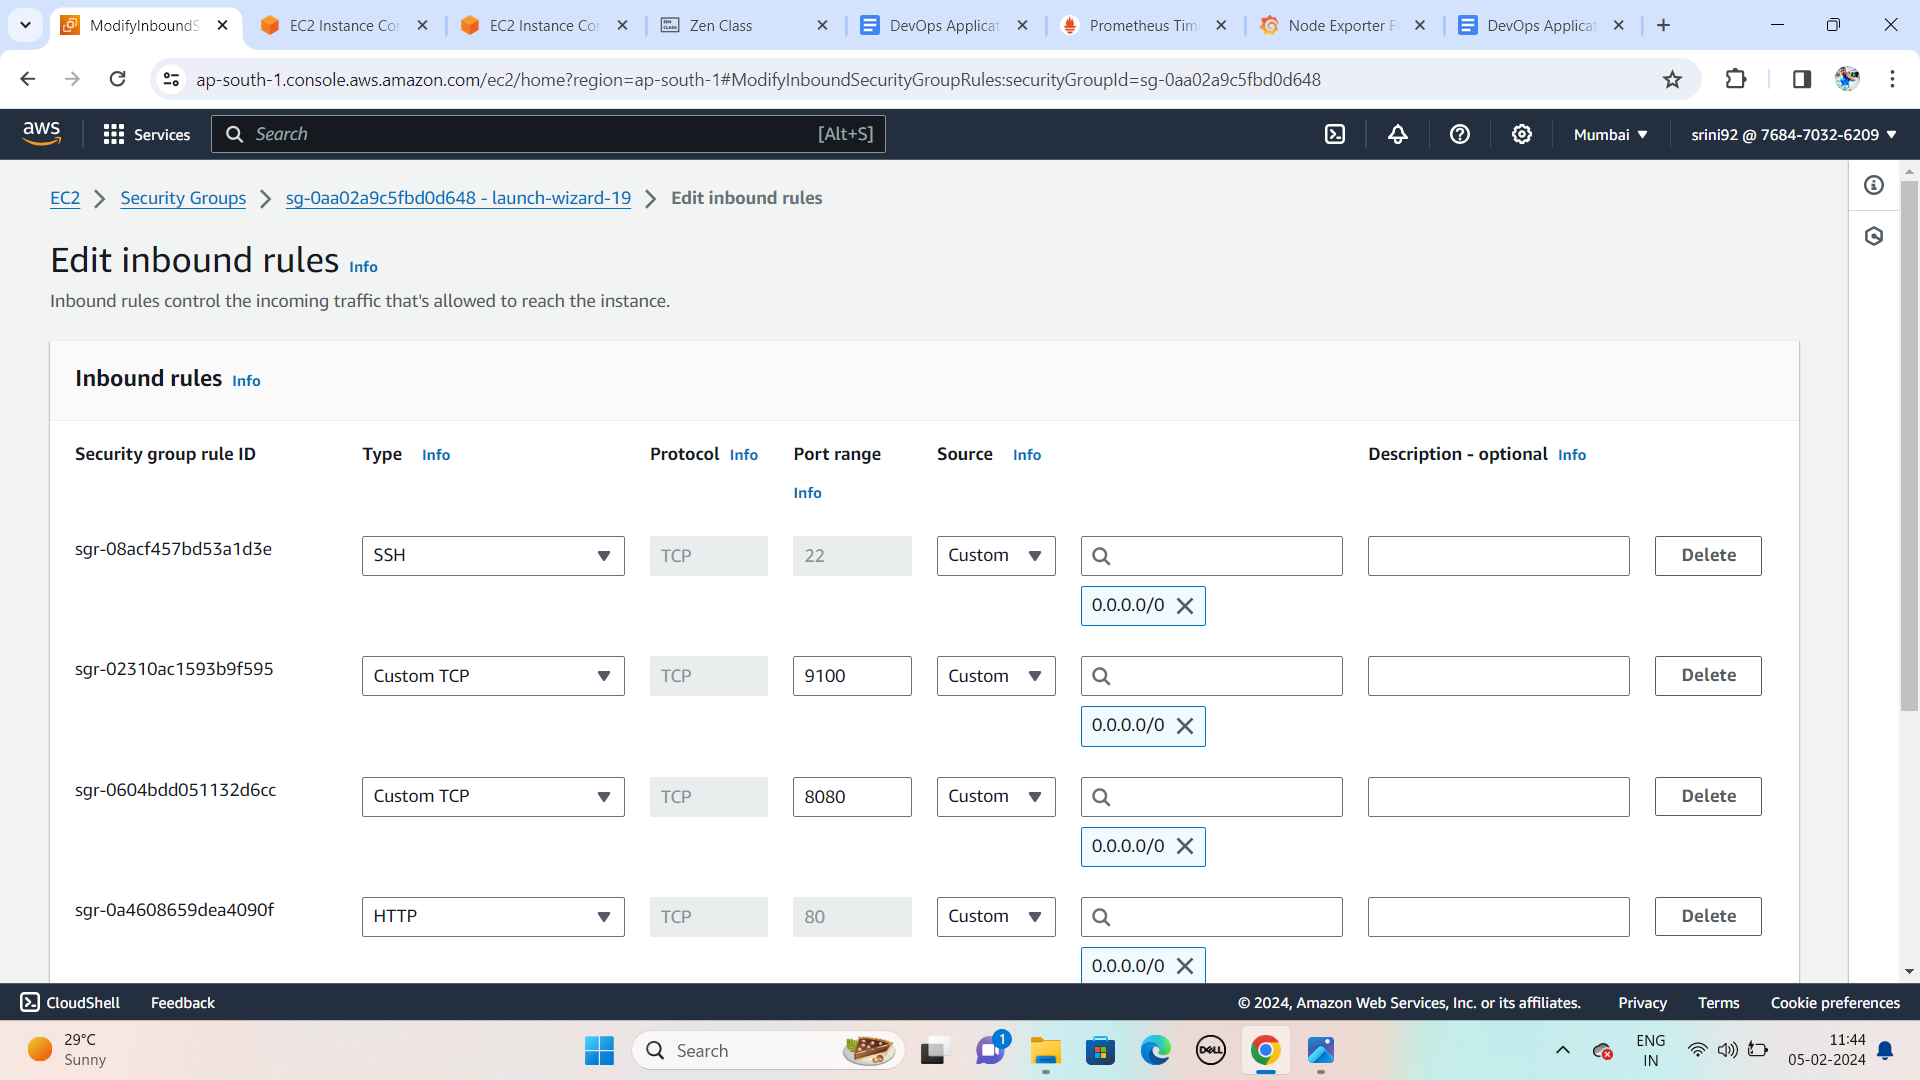 ModifyInboundS
EC2 Instance Con
EC2 Instance Con
Zen Class
DevOps Applicat
Prometheus Tim
Node Exporter F
DevOps Applicat
ap-south-1.console.aws.amazon.com/ec2/home?region=ap-south-1#ModifyInboundSecurityGroupRules:securityGroupId=sg-0aa02a9c5fbd0d648
aws Services Search [Alt+S] Mumbai srini92 @ 7684-7032-6209
EC2 Security Groups sg-0aa02a9c5fbd0d648 - launch-wizard-19 Edit inbound rules
Edit inbound rules Info
Inbound rules control the incoming traffic that's allowed to reach the instance.
Inbound rules Info
Security group rule ID Type Info Protocol Info Port range Source Info Description - optional Info
Info
sgr-08acf457bd53a1d3e SSH TCP 22 Custom Delete
0.0.0.0/0
sgr-02310ac1593b9f595 Custom TCP TCP 9100 Custom Delete
0.0.0.0/0
sgr-0604bdd051132d6cc Custom TCP TCP 8080 Custom Delete
0.0.0.0/0
sgr-0a4608659dea4090f HTTP TCP 80 Custom Delete
0.0.0.0/0
CloudShell Feedback © 2024, Amazon Web Services, Inc. or its affiliates. Privacy Terms Cookie preferences
29°C
Sunny
Search
1
DELL
ENG
IN
11:44
05-02-2024